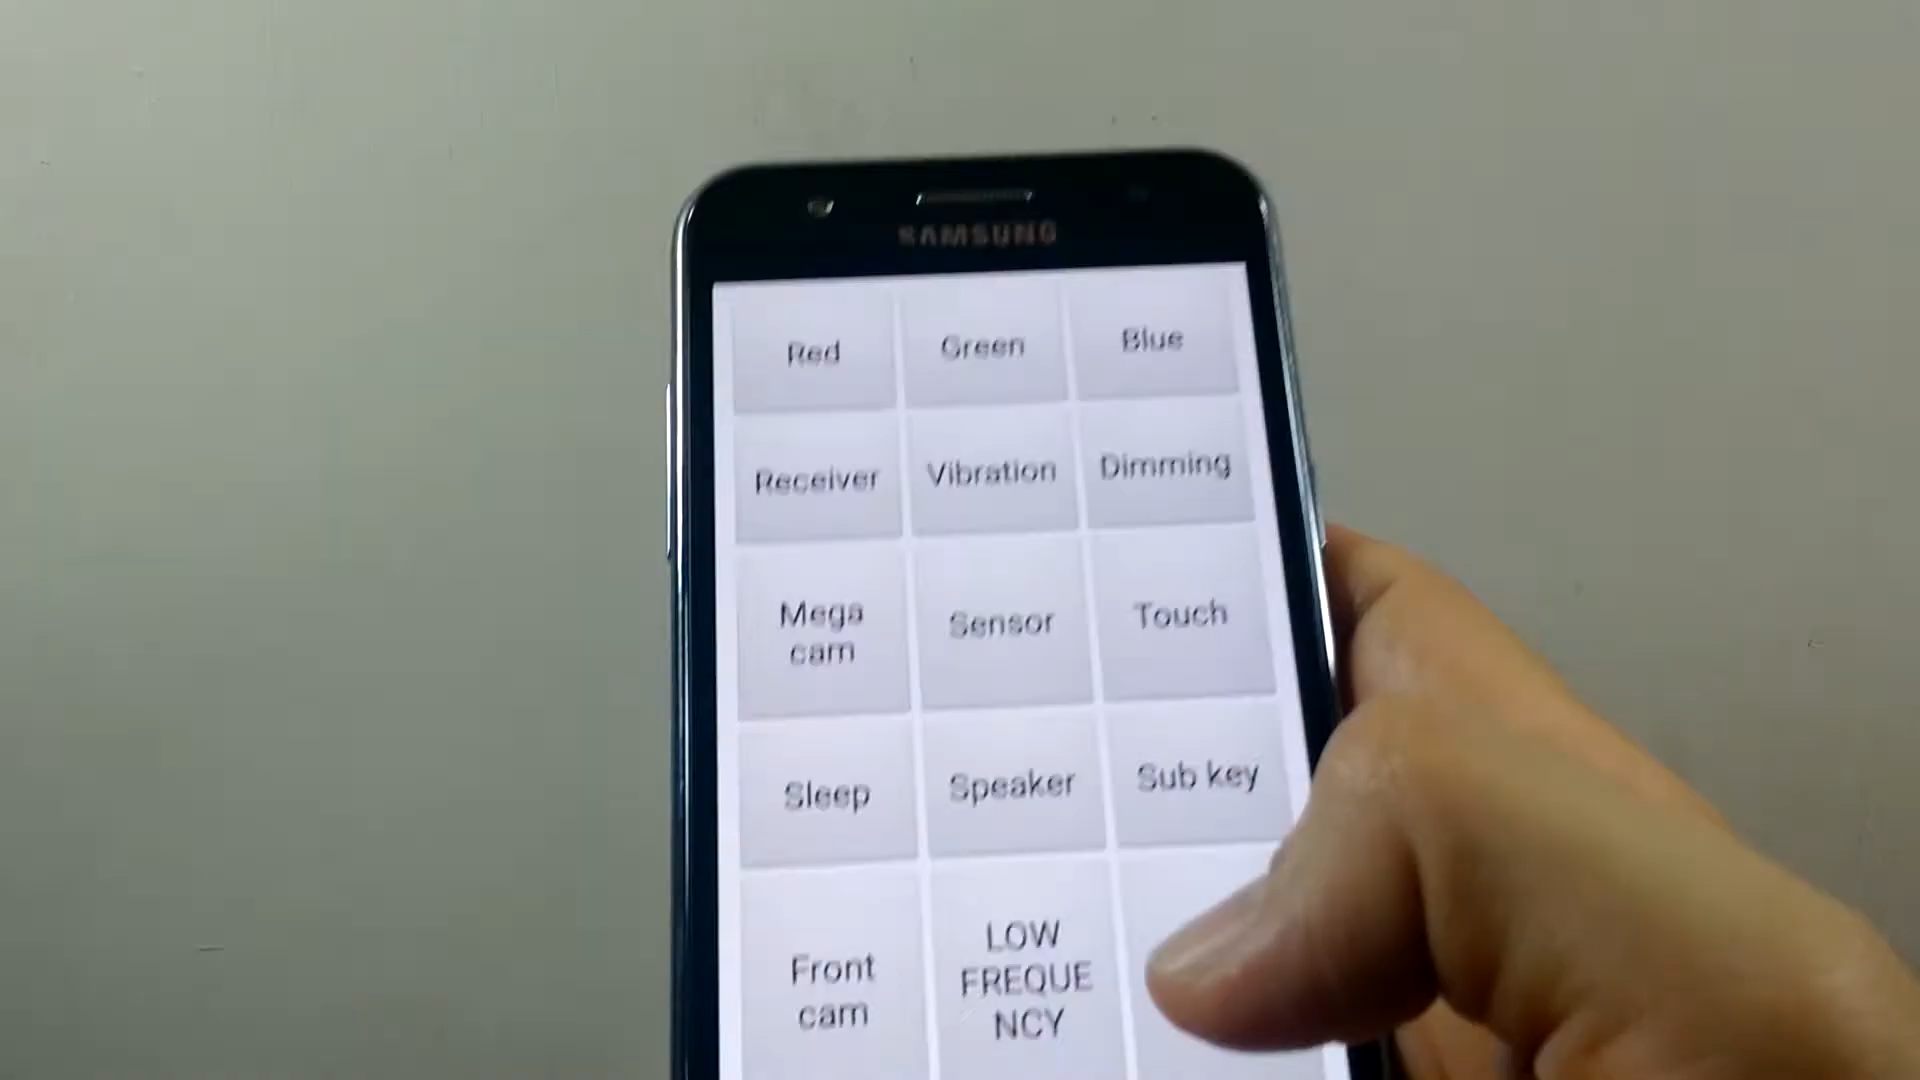 SAMSUNG
Red Green Blue
Receiver Vibration Dimming
Mega
cam
Sensor Touch
Sleep Speaker Sub key
Front
cam
LOW
FREQUE
NCY